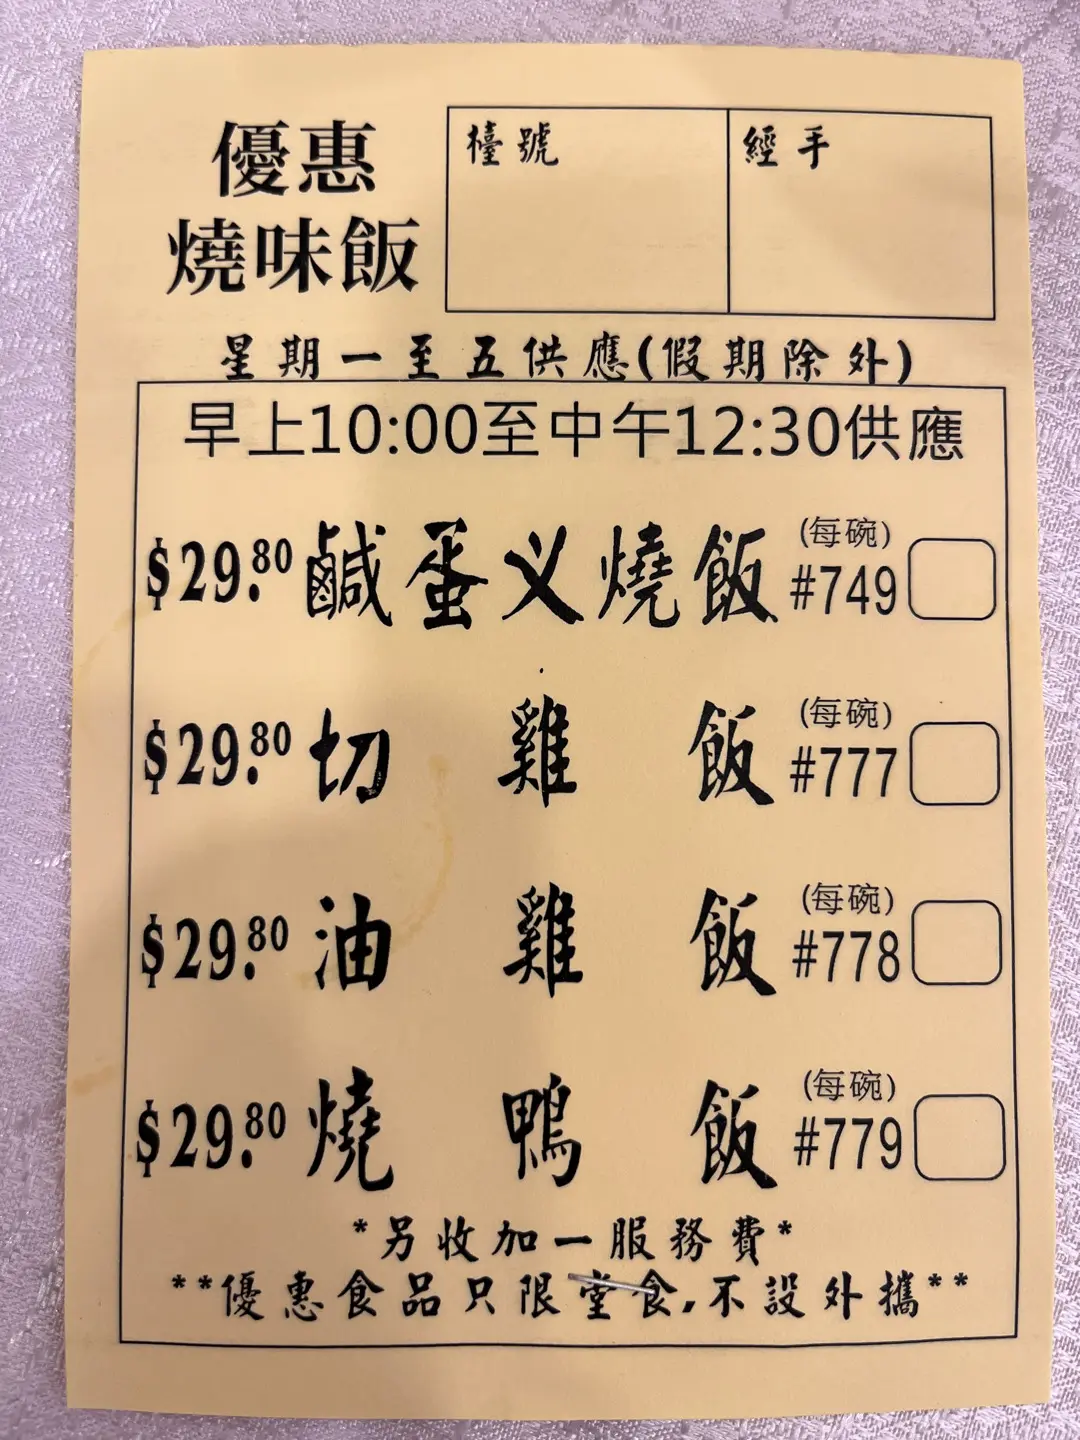 優惠
燒味飯
檯號
經手
星期一至五供應(假期除外)
早上10:00至中午12:30供應
$29.80 鹹蛋义燒飯 (每碗) #749
$29.80 切雞飯 (每碗) #777
$29.80 油雞飯 (每碗) #778
$29.80 燒鴨飯 (每碗) #779
*另收加一服務費*
**優惠食品只限堂食,不設外攜**